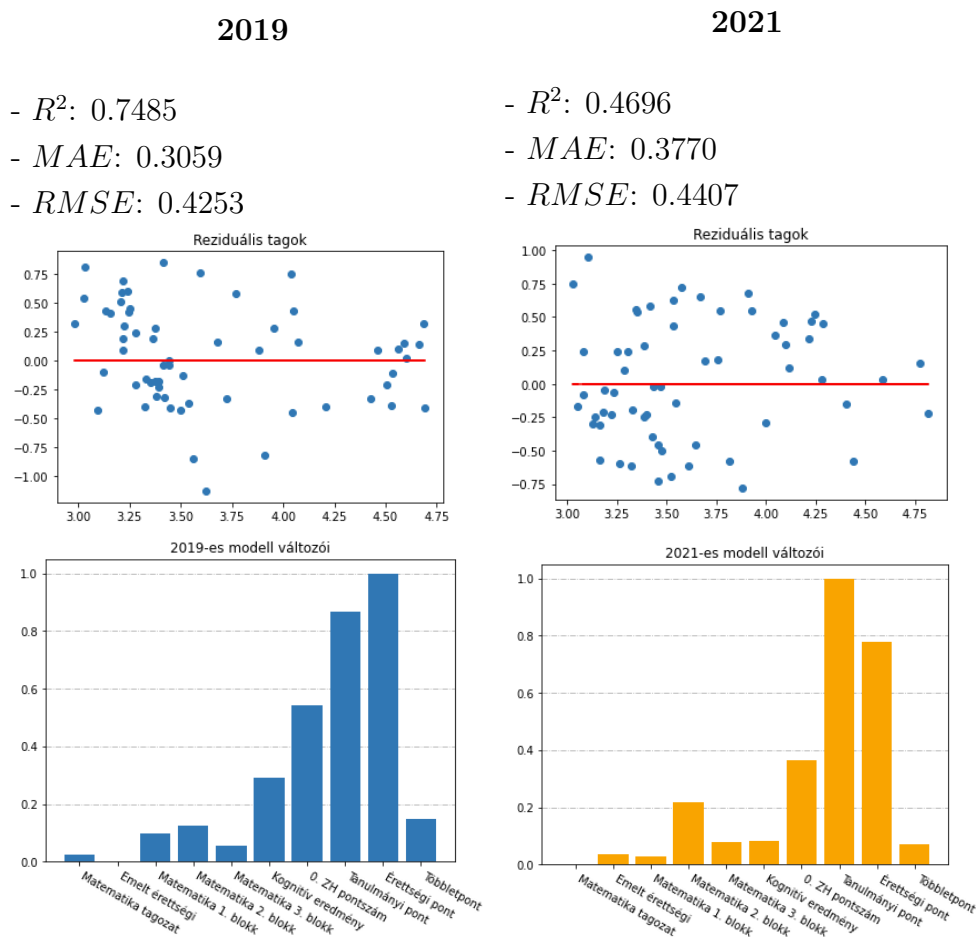 2019
- R²: 0.7485
- MAE: 0.3059
- RMSE: 0.4253
Reziduális tagok
0.75
0.50
0.25
0.00
−0.25
−0.50
−0.75
−1.00
3.00 3.25 3.50 3.75 4.00 4.25 4.50 4.75
2019-es modell változói
1.0
0.8
0.6
0.4
0.2
0.0
Matematika tagozat
Emelt érettségi
Matematika 1. blokk
Matematika 2. blokk
Matematika 3. blokk
Kognitív eredmény
0. ZH pontszám
Tanulmányi pont
Érettségi pont
Többletpont
2021
- R²: 0.4696
- MAE: 0.3770
- RMSE: 0.4407
Reziduális tagok
1.00
0.75
0.50
0.25
0.00
−0.25
−0.50
−0.75
3.00 3.25 3.50 3.75 4.00 4.25 4.50 4.75
2021-es modell változói
1.0
0.8
0.6
0.4
0.2
0.0
Matematika tagozat
Emelt érettségi
Matematika 1. blokk
Matematika 2. blokk
Matematika 3. blokk
Kognitív eredmény
0. ZH pontszám
Tanulmányi pont
Érettségi pont
Többletpont